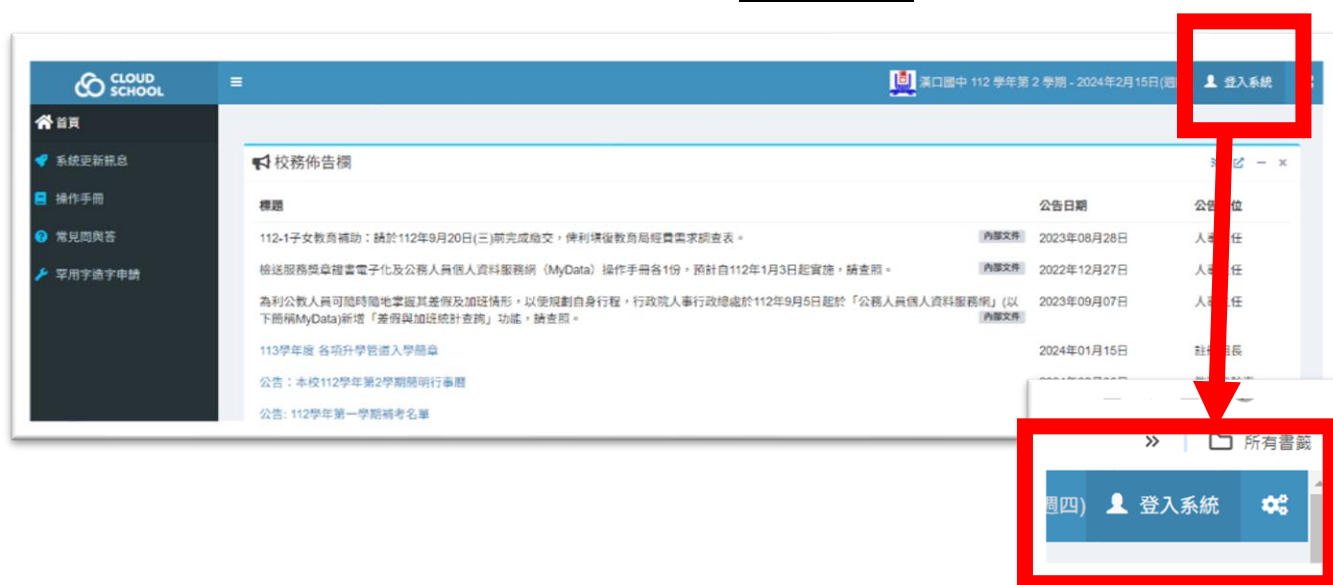 CLOUD
SCHOOL
漢口國中 112 學年第 2 學期 - 2024年2月15日(週
登入系統
首頁
系統更新訊息
操作手冊
常見問與答
罕用字造字申請
校務佈告欄
標題 公告日期 公告 位
112-1子女教育補助：請於112年9月20日(三)前完成繳交，俾利填復教育局經費需求調查表。 內部文件 2023年08月28日 人 任
檢送服務獎章證書電子化及公務人員個人資料服務網（MyData）操作手冊各1份，預計自112年1月3日起實施，請查照。 內部文件 2022年12月27日 人 任
為利公教人員可隨時隨地掌握其差假及加班情形，以便規劃自身行程，行政院人事行政總處於112年9月5日起於「公務人員個人資料服務網」(以 2023年09月07日 人 任
下簡稱MyData)新增「差假與加班統計查詢」功能，請查照。 內部文件
113學年度 各項升學管道入學簡章 2024年01月15日 註 組長
公告：本校112學年第2學期簡明行事曆
公告: 112學年第一學期補考名單
» 所有書籤
週四) 登入系統